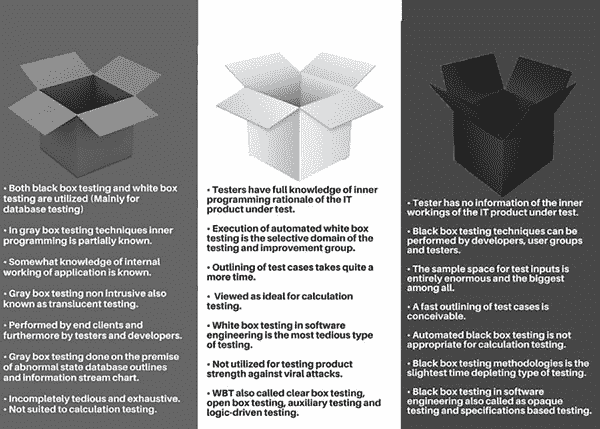 • Both black box testing and white box
testing are utilized (Mainly for
database testing)
• In gray box testing techniques inner
programming is partially known.
• Somewhat knowledge of internal
working of application is known.
• Gray box testing non intrusive also
known as translucent testing.
• Performed by end clients and
furthermore by testers and developers.
• Gray box testing done on the premise
of abnormal state database outlines
and information stream chart.
• Incompletely tedious and exhaustive.
• Not suited to calculation testing.
• Testers have full knowledge of inner
programming rationale of the IT
product under test.
• Execution of automated white box
testing is the selective domain of the
testing and improvement group.
• Outlining of test cases takes quite a
more time.
• Viewed as ideal for calculation
testing.
• White box testing in software
engineering is the most tedious type
of testing.
• Not utilized for testing product
strength against viral attacks.
• WBT also called clear box testing,
open box testing, auxiliary testing and
logic-driven testing.
• Tester has no information of the inner
workings of the IT product under test.
• Black box testing techniques can be
performed by developers, user groups
and testers.
• The sample space for test inputs is
entirely enormous and the biggest
among all.
• A fast outlining of test cases is
conceivable.
• Automated black box testing is not
appropriate for calculation testing.
• Black box testing methodologies is the
slightest time depleting type of testing.
• Black box testing in software
engineering also called as opaque
testing and specifications based testing.